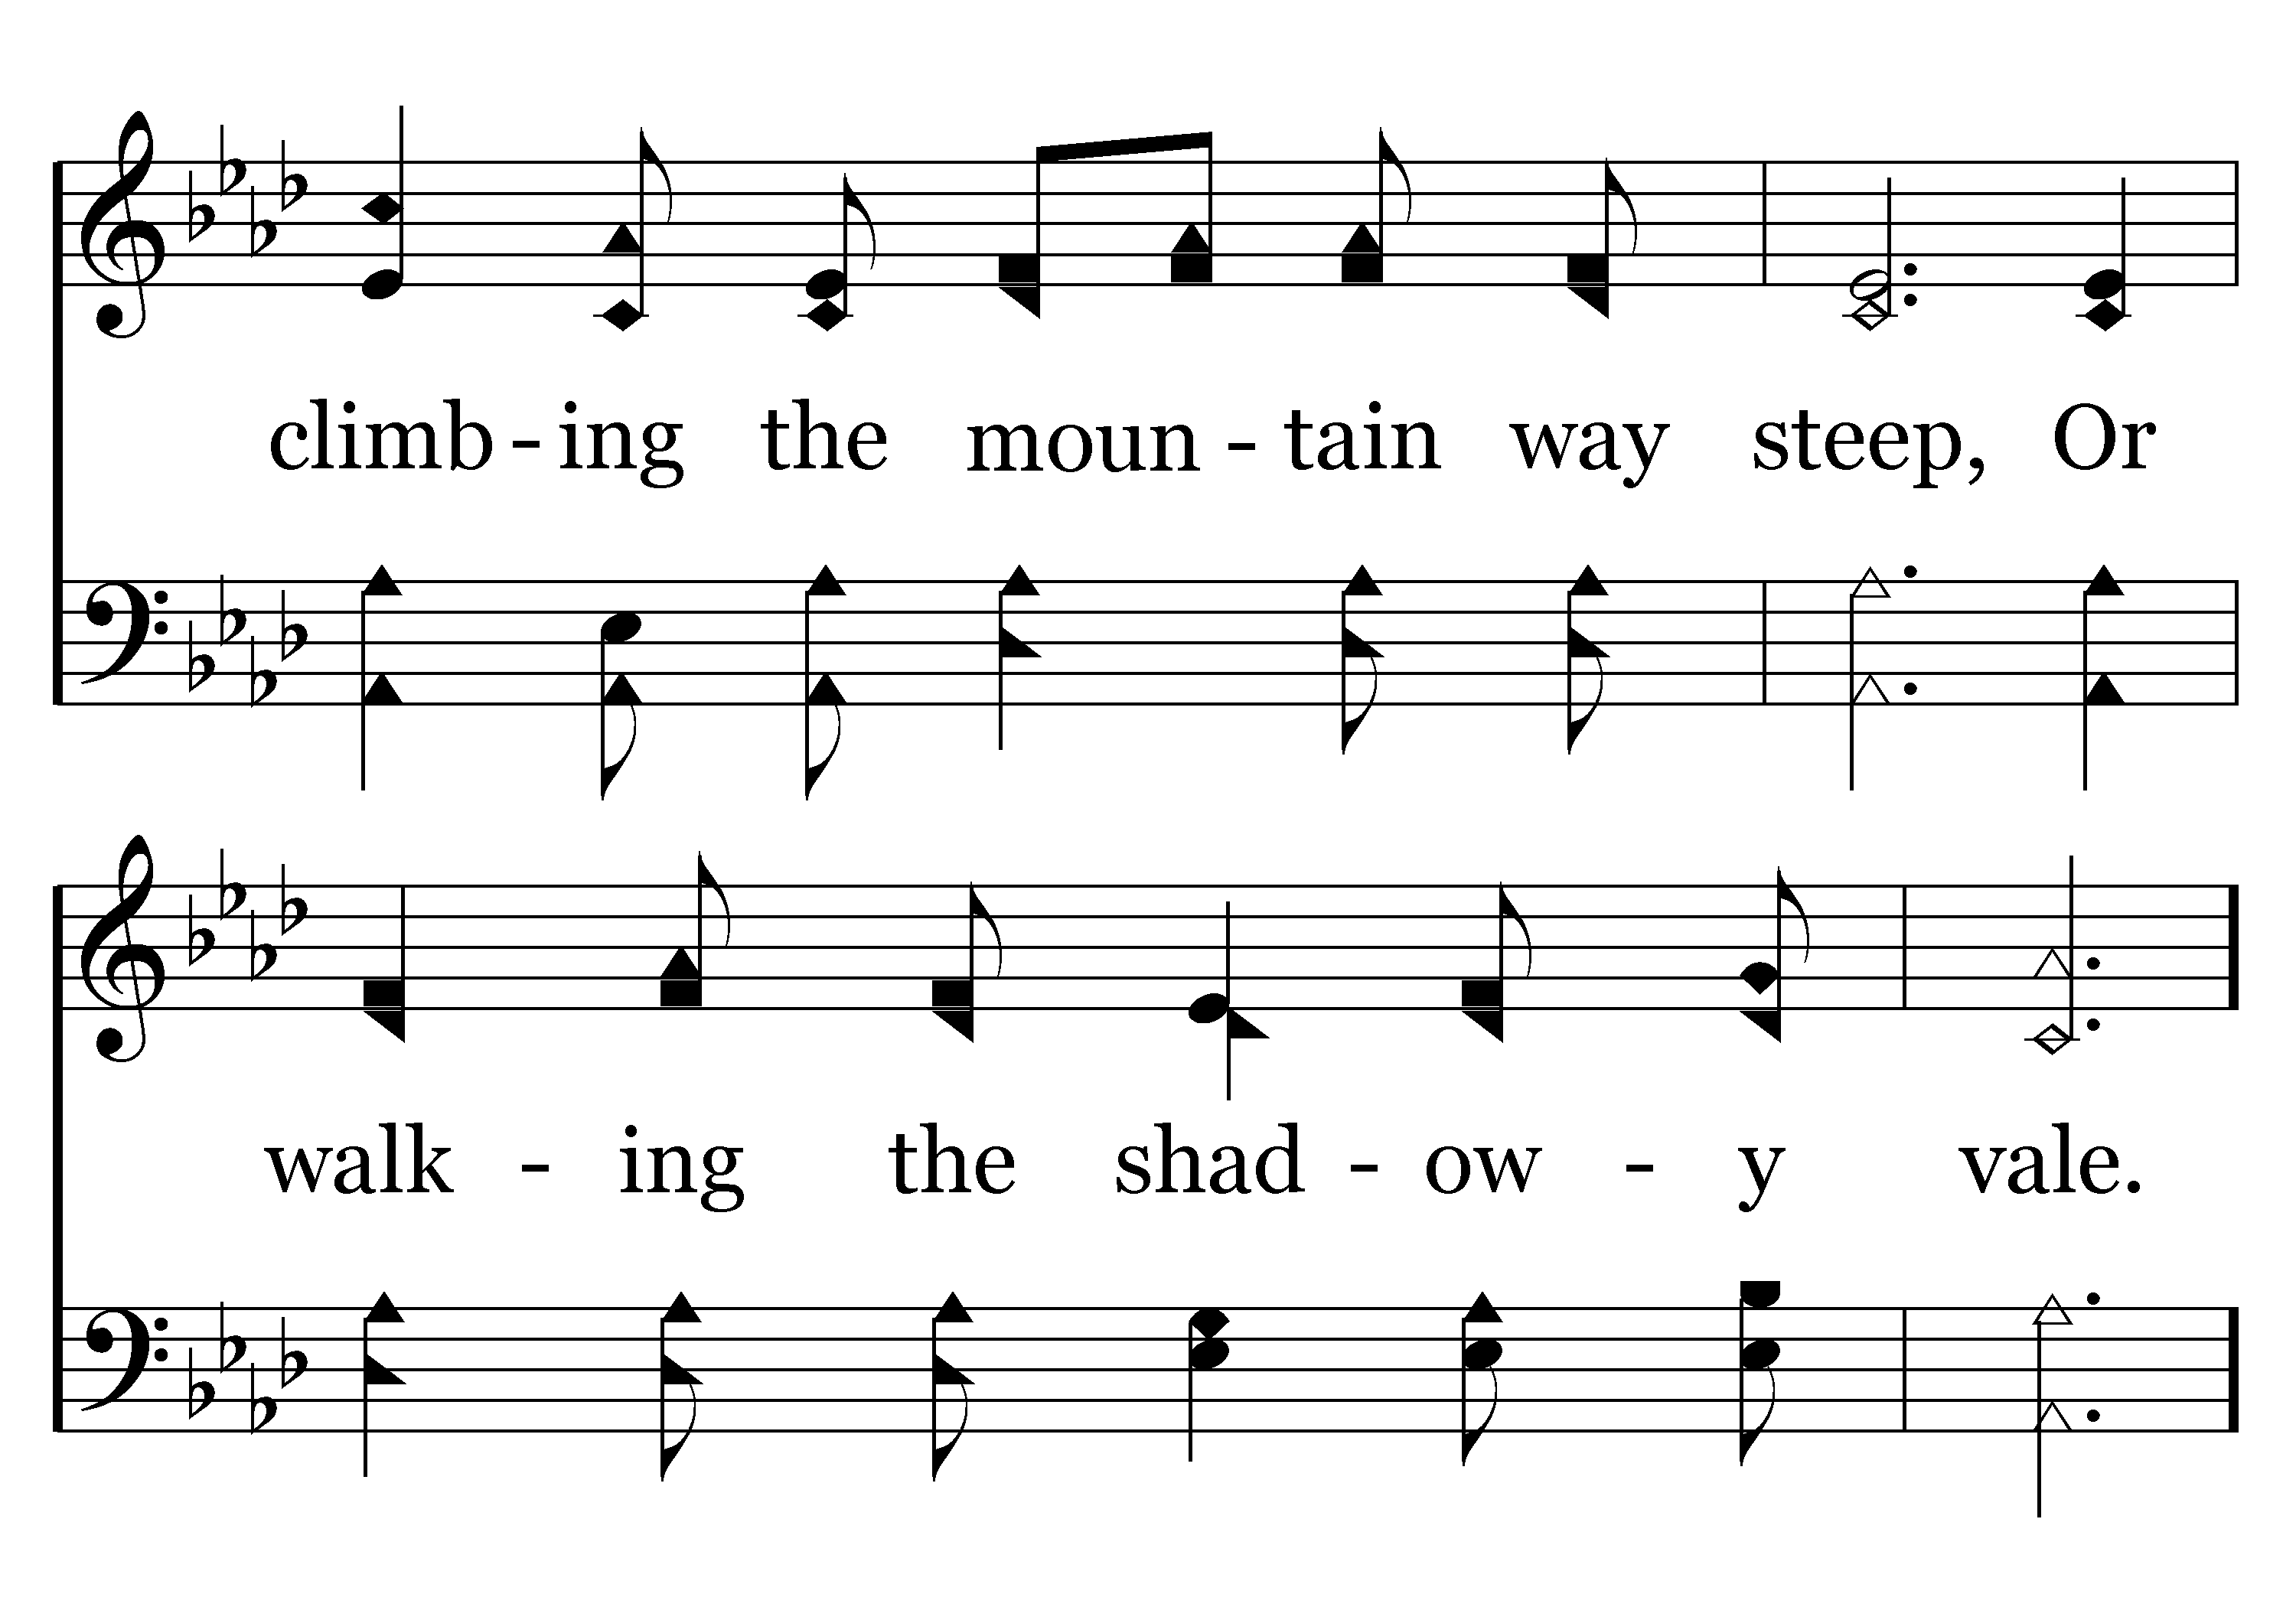 climb - ing the moun - tain way steep, Or
walk - ing the shad - ow - y vale.